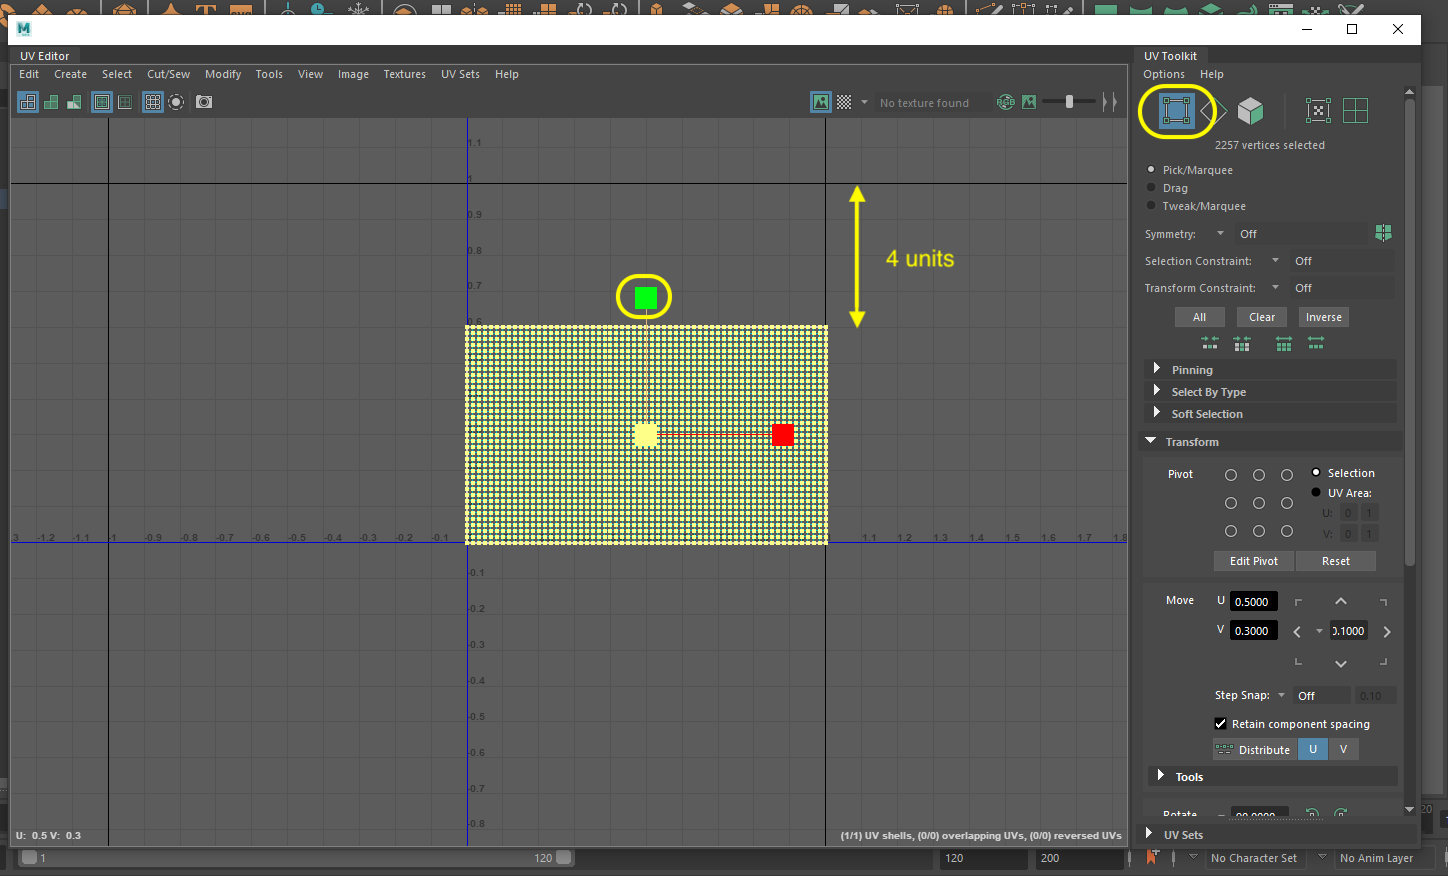 M
UV Editor
Edit Create Select Cut/Sew Modify Tools View Image Textures UV Sets Help
No texture found
RGB
UV Toolkit
Options Help
2257 vertices selected
Pick/Marquee
Drag
Tweak/Marquee
Symmetry: Off
Selection Constraint: Off
Transform Constraint: Off
All Clear Inverse
Pinning
Select By Type
Soft Selection
Transform
Pivot
Selection
UV Area:
U: 0 1
V: 0 1
Edit Pivot Reset
Move U 0.5000
V 0.3000 0.1000
Step Snap: Off 0.10
Retain component spacing
Distribute U V
Tools
Rotate 90.0000
UV Sets
1.1
1
0.9
0.8
0.7
0.6
4 units
3 -1.2 -1.1 -1 -0.9 -0.8 -0.7 -0.6 -0.5 -0.4 -0.3 -0.2 -0.1 1.1 1.2 1.3 1.4 1.5 1.6 1.7 1.8
-0.1
-0.2
-0.3
-0.4
-0.5
-0.6
-0.7
-0.8
U: 0.5 V: 0.3
(1/1) UV shells, (0/0) overlapping UVs, (0/0) reversed UVs
1 120 120 200 No Character Set No Anim Layer
20